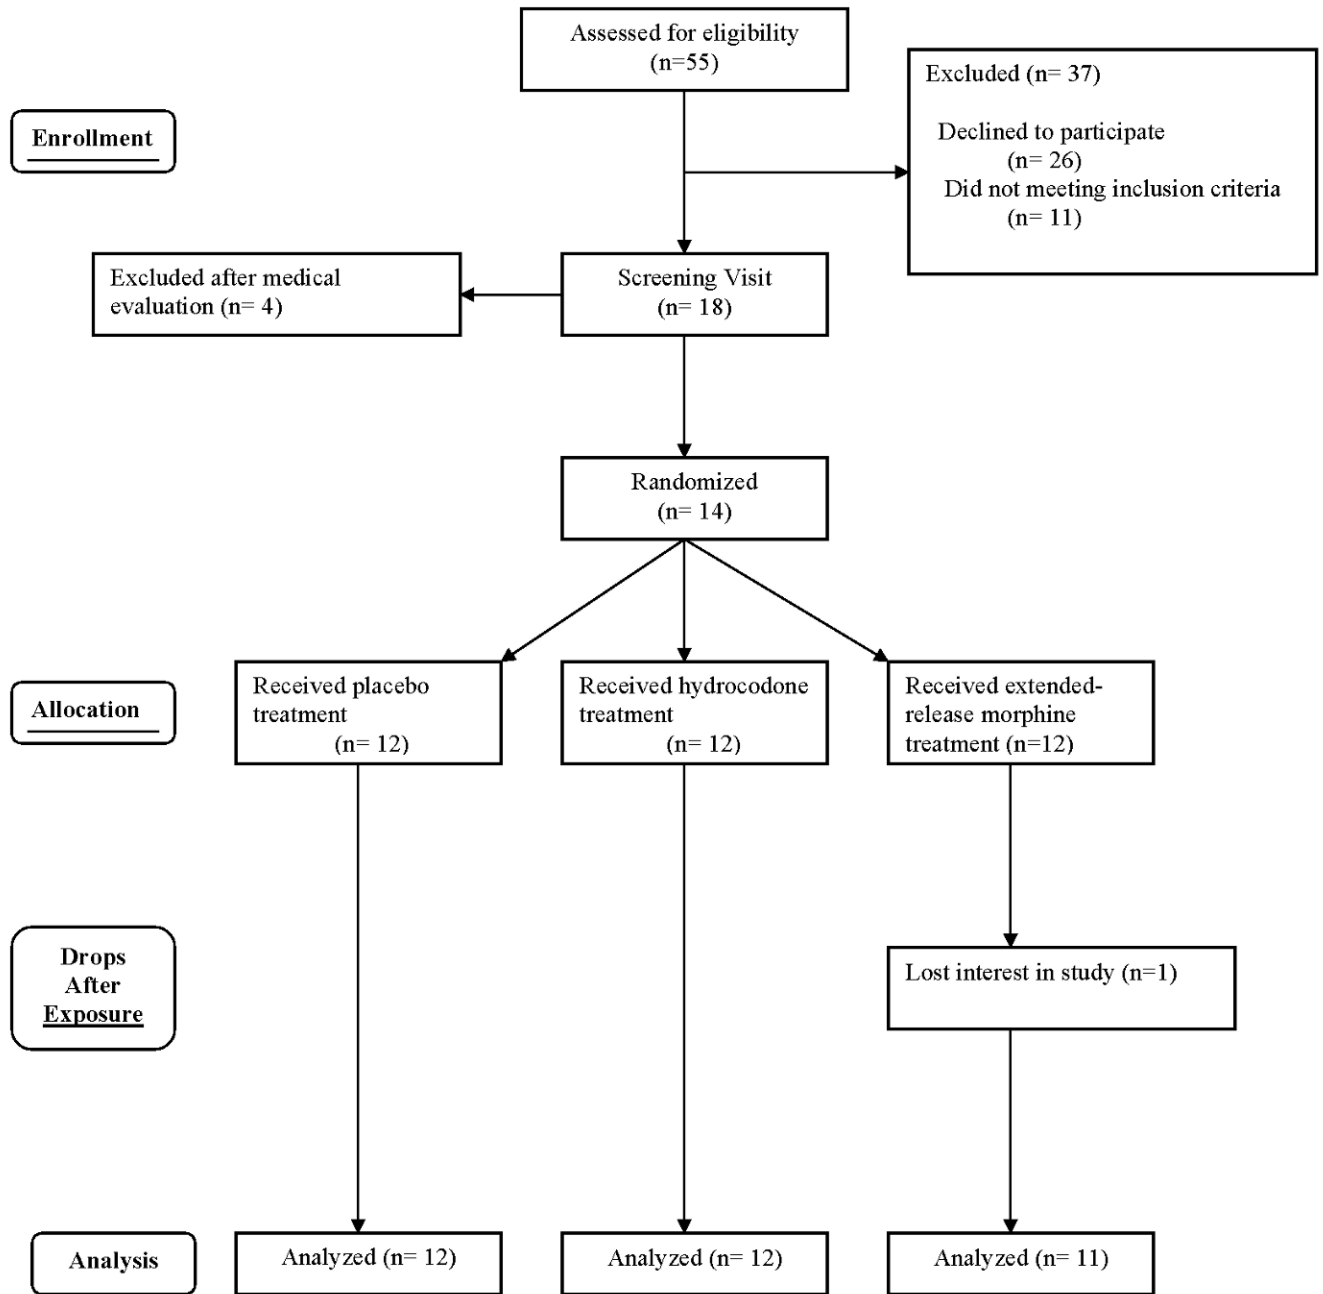 Assessed for eligibility
(n=55)
Excluded (n= 37)
Declined to participate
(n= 26)
Did not meeting inclusion criteria
(n= 11)
Enrollment
Excluded after medical
evaluation (n= 4)
Screening Visit
(n= 18)
Randomized
(n= 14)
Allocation
Received placebo
treatment
(n= 12)
Received hydrocodone
treatment
(n= 12)
Received extended-
release morphine
treatment (n=12)
Drops
After
Exposure
Lost interest in study (n=1)
Analysis
Analyzed (n= 12)
Analyzed (n= 12)
Analyzed (n= 11)